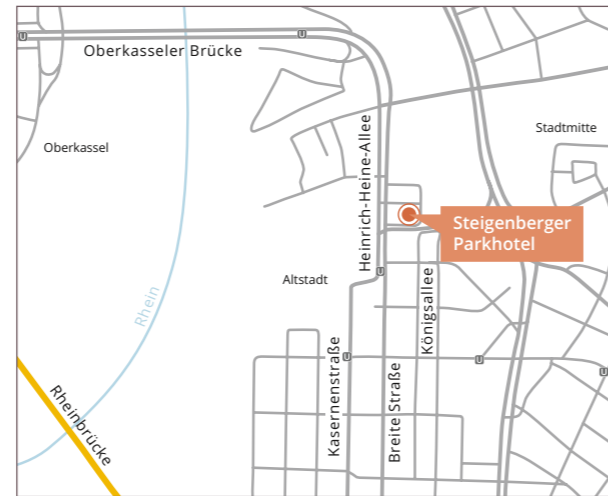 U
U
Oberkasseler Brücke
Oberkassel
Stadtmitte
Heinrich-Heine-Allee
Steigenberger
Parkhotel
Altstadt
U
Rhein
Königsallee
Kasernenstraße
Breite Straße
U
U
U
Rheinbrücke